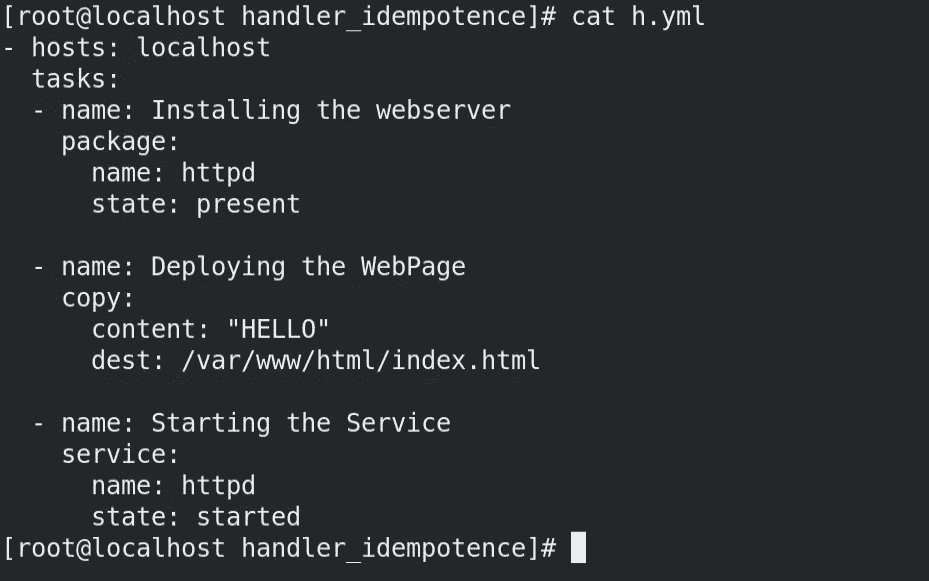 [root@localhost handler_idempotence]# cat h.yml
- hosts: localhost
  tasks:
  - name: Installing the webserver
    package:
      name: httpd
      state: present

  - name: Deploying the WebPage
    copy:
      content: "HELLO"
      dest: /var/www/html/index.html

  - name: Starting the Service
    service:
      name: httpd
      state: started
[root@localhost handler_idempotence]#